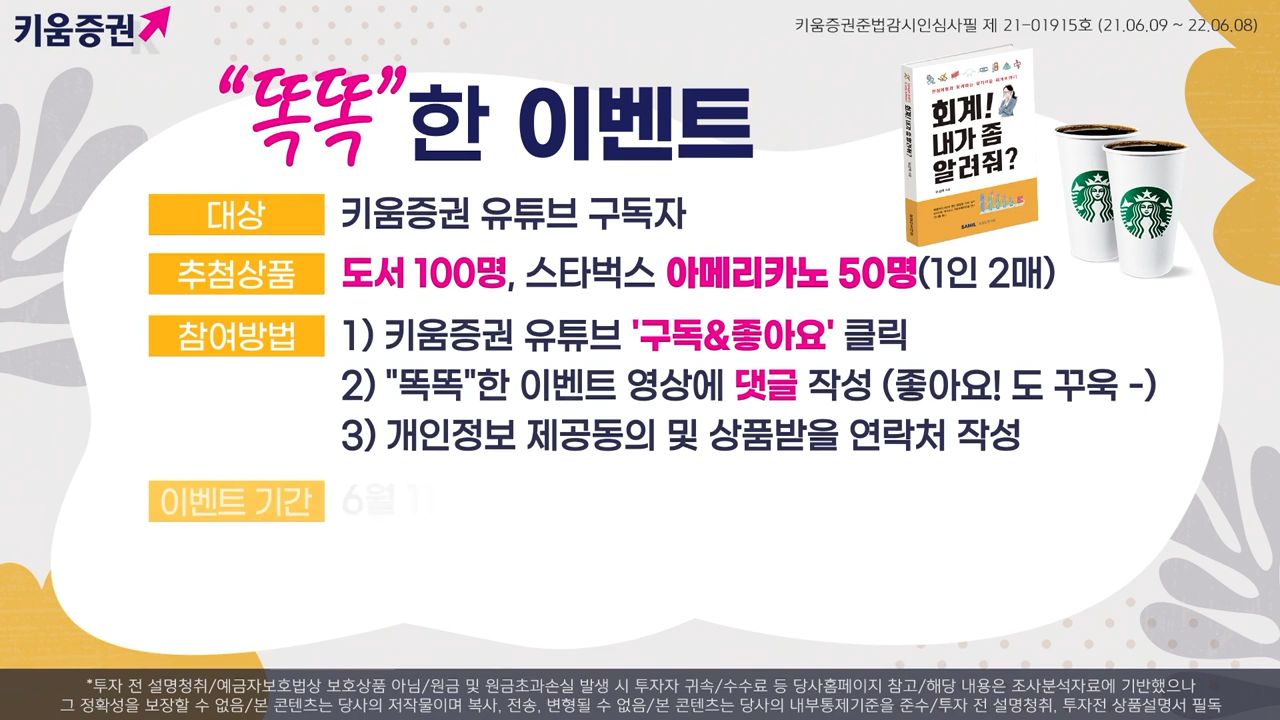 키움증권
키움증권준법감시인심사필 제 21-01915호 (21.06.09 ~ 22.06.08)
“똑똑”한 이벤트
회계!
내가 좀
알려줘?
SAMIL
대상 키움증권 유튜브 구독자
추첨상품 도서 100명, 스타벅스 아메리카노 50명(1인 2매)
참여방법 1) 키움증권 유튜브 '구독&좋아요' 클릭
2) "똑똑"한 이벤트 영상에 댓글 작성 (좋아요! 도 꾸욱 -)
3) 개인정보 제공동의 및 상품받을 연락처 작성
이벤트 기간 6월 11
*투자 전 설명청취/예금자보호법상 보호상품 아님/원금 및 원금초과손실 발생 시 투자자 귀속/수수료 등 당사홈페이지 참고/해당 내용은 조사분석자료에 기반했으나
그 정확성을 보장할 수 없음/본 콘텐츠는 당사의 저작물이며 복사, 전송, 변형될 수 없음/본 콘텐츠는 당사의 내부통제기준을 준수/투자 전 설명청취, 투자전 상품설명서 필독